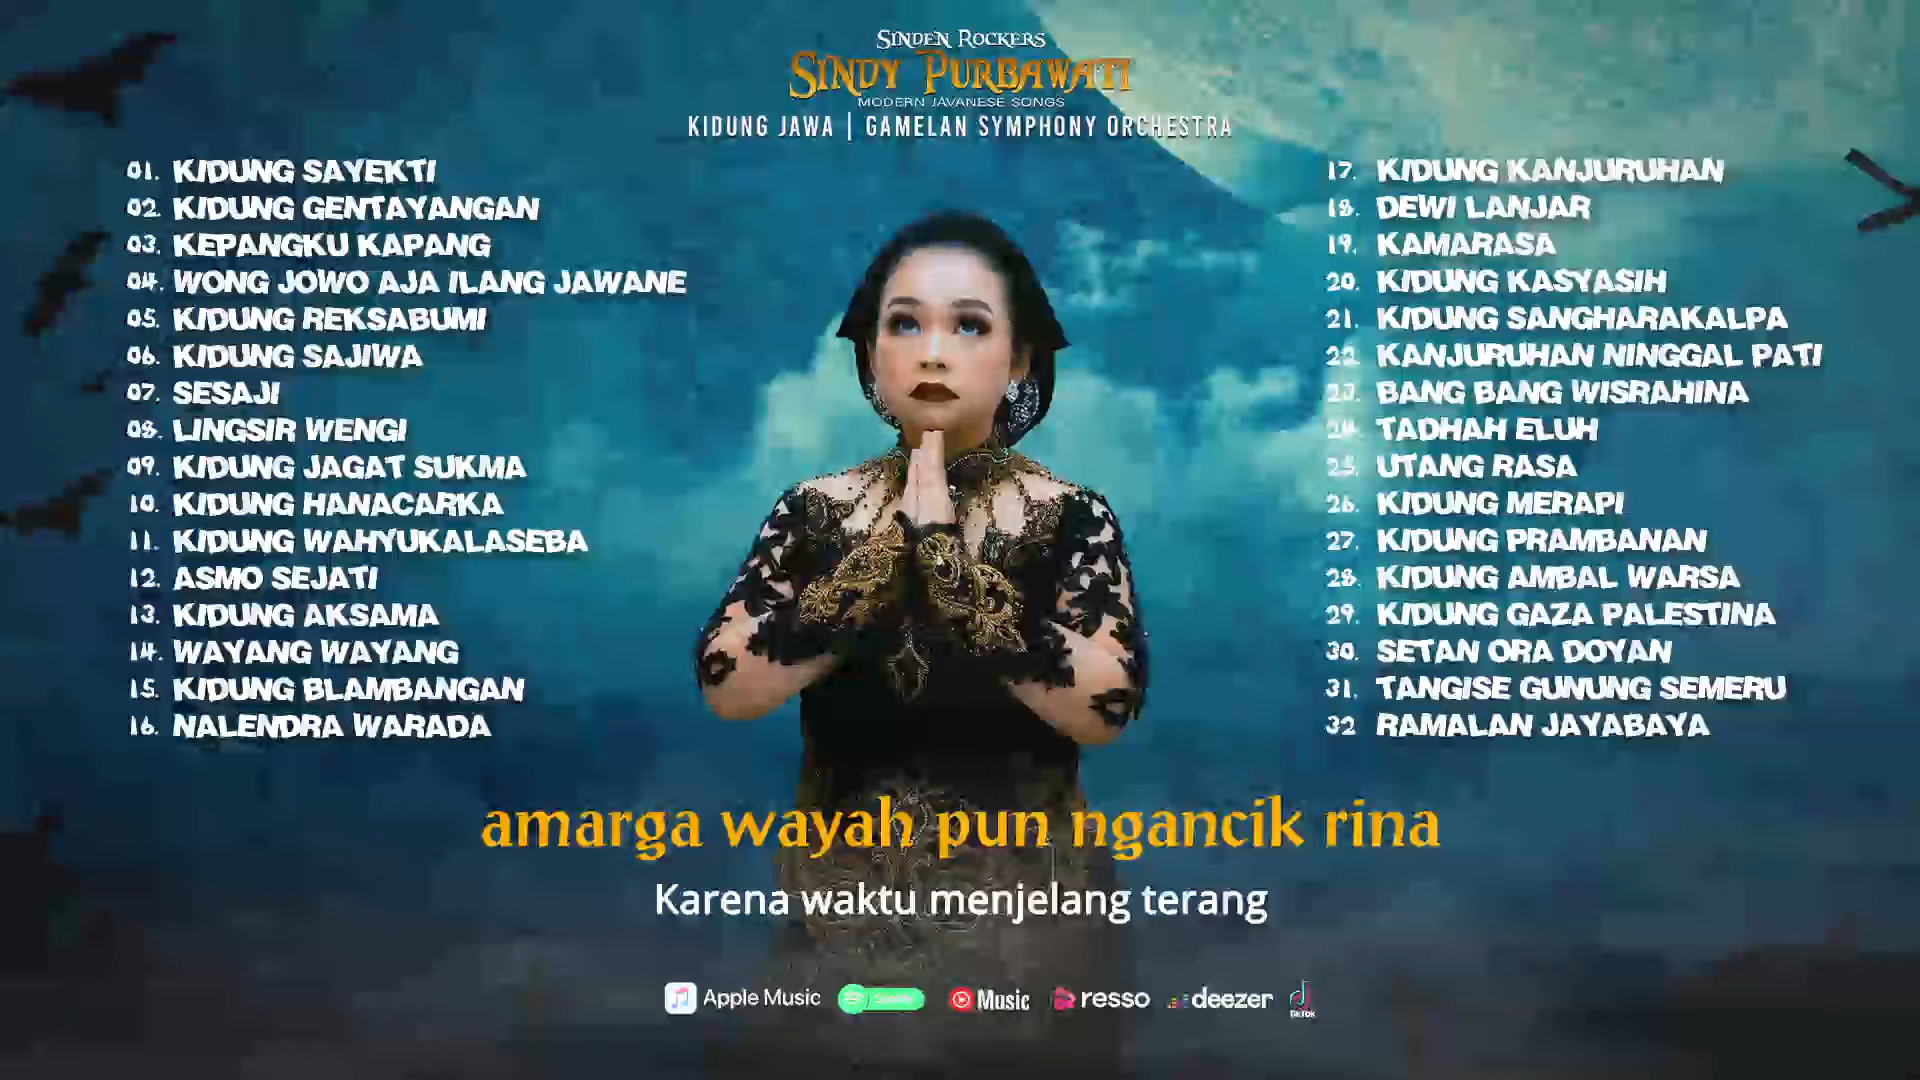 SINDEN ROCKERS
SINDY PURBAWATI
MODERN JAVANESE SONGS
KIDUNG JAWA | GAMELAN SYMPHONY ORCHESTRA
01. KIDUNG SAYEKTI
02. KIDUNG GENTAYANGAN
03. KEPANGKU KAPANG
04. WONG JOWO AJA ILANG JAWANE
05. KIDUNG REKSABUMI
06. KIDUNG SAJIWA
07. SESAJI
08. LINGSIR WENGI
09. KIDUNG JAGAT SUKMA
10. KIDUNG HANACARKA
11. KIDUNG WAHYUKALASEBA
12. ASMO SEJATI
13. KIDUNG AKSAMA
14. WAYANG WAYANG
15. KIDUNG BLAMBANGAN
16. NALENDRA WARADA
17. KIDUNG KANJURUHAN
18. DEWI LANJAR
19. KAMARASA
20. KIDUNG KASYASIH
21. KIDUNG SANGHARAKALPA
22. KANJURUHAN NINGGAL PATI
23. BANG BANG WISRAHINA
24. TADHAH ELUH
25. UTANG RASA
26. KIDUNG MERAPI
27. KIDUNG PRAMBANAN
28. KIDUNG AMBAL WARSA
29. KIDUNG GAZA PALESTINA
30. SETAN ORA DOYAN
31. TANGISE GUNUNG SEMERU
32 RAMALAN JAYABAYA
amarga wayah pun ngancik rina
Karena waktu menjelang terang
Apple Music Spotify Music resso deezer TikTok